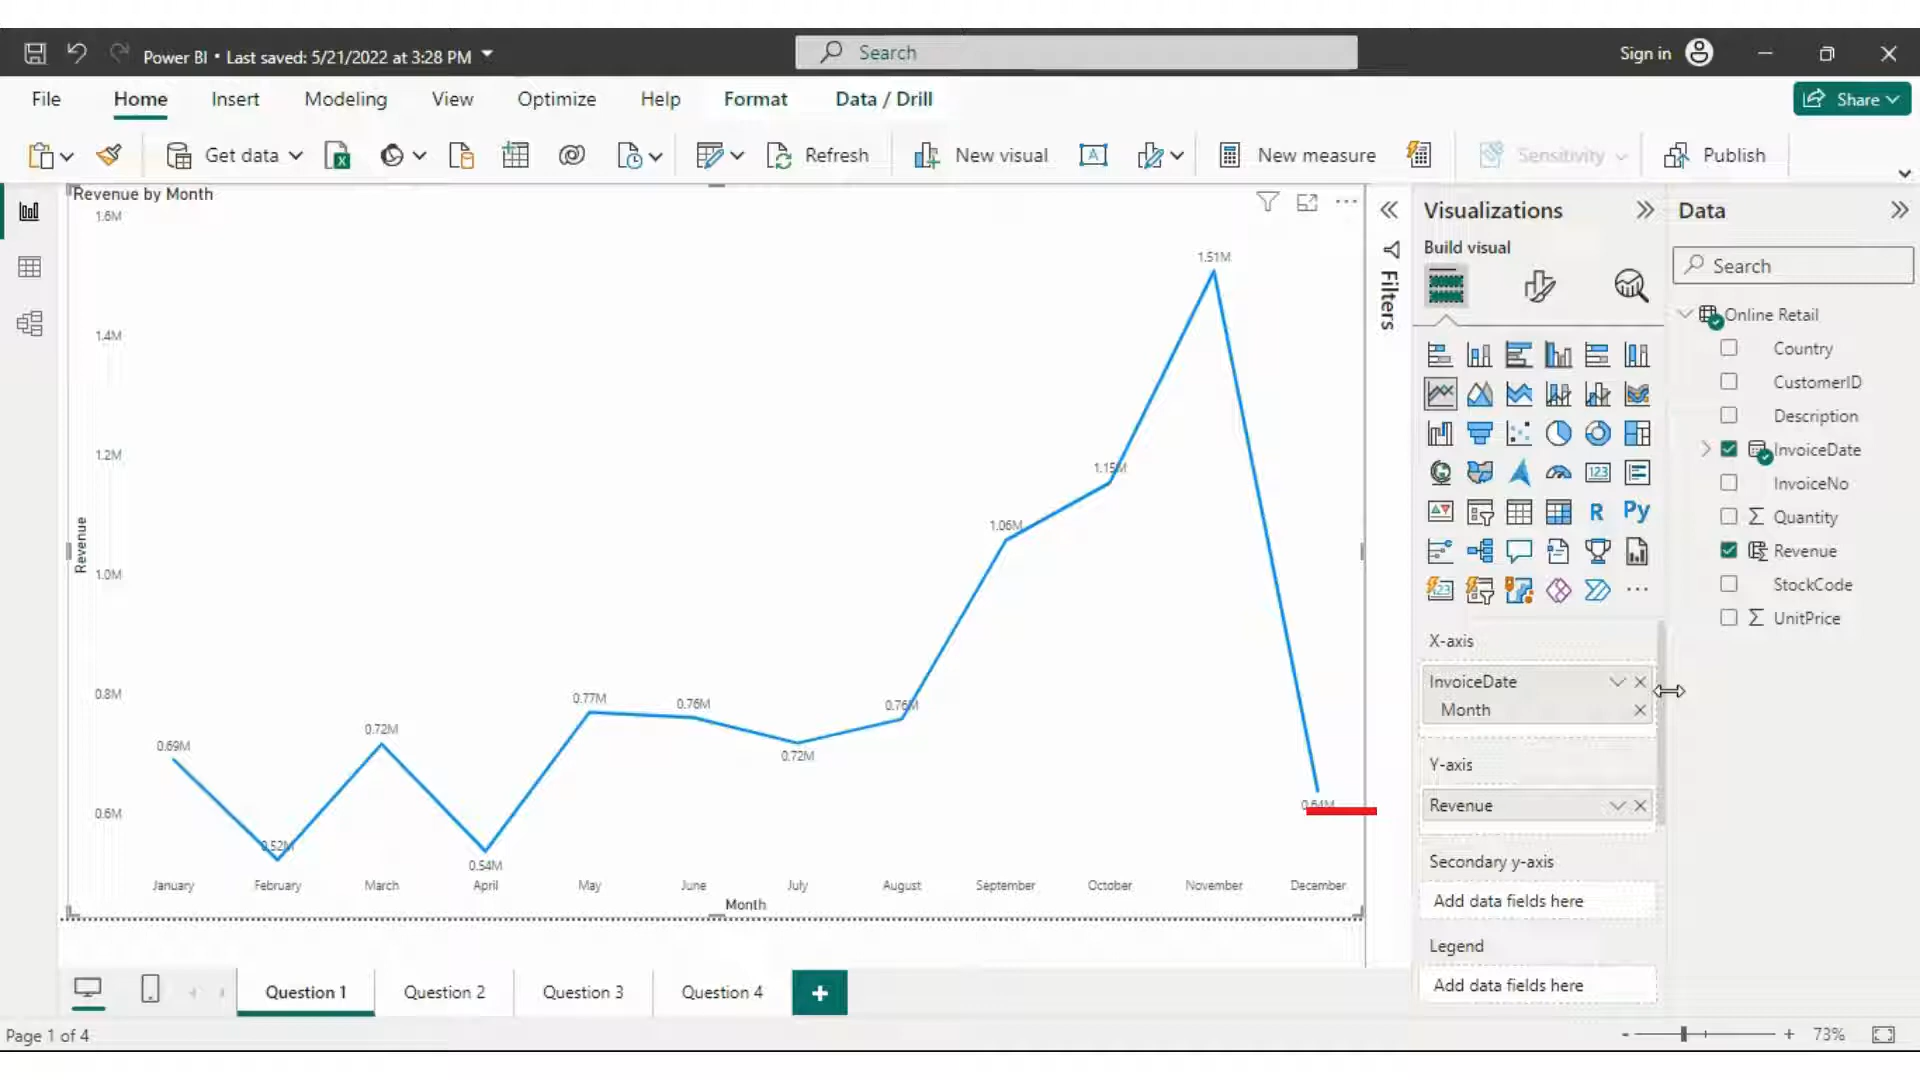 Power BI • Last saved: 5/21/2022 at 3:28 PM
Search
Sign in
File Home Insert Modeling View Optimize Help Format Data / Drill
Share
Get data
Refresh
New visual
A
New measure
Sensitivity
Publish
Revenue by Month
1.6M
1.4M
1.2M
1.0M
0.8M
0.6M
Revenue
0.69M
0.52M
0.72M
0.54M
0.77M
0.76M
0.72M
0.76M
1.06M
1.15M
1.51M
0.64M
January February March April May June July August September October November December
Month
Filters
Visualizations
Build visual
123
R
Py
123
X-axis
InvoiceDate
Month
Y-axis
Revenue
Secondary y-axis
Add data fields here
Legend
Add data fields here
Data
Search
Online Retail
Country
CustomerID
Description
InvoiceDate
InvoiceNo
Quantity
Revenue
StockCode
UnitPrice
Question 1 Question 2 Question 3 Question 4
Page 1 of 4
73%